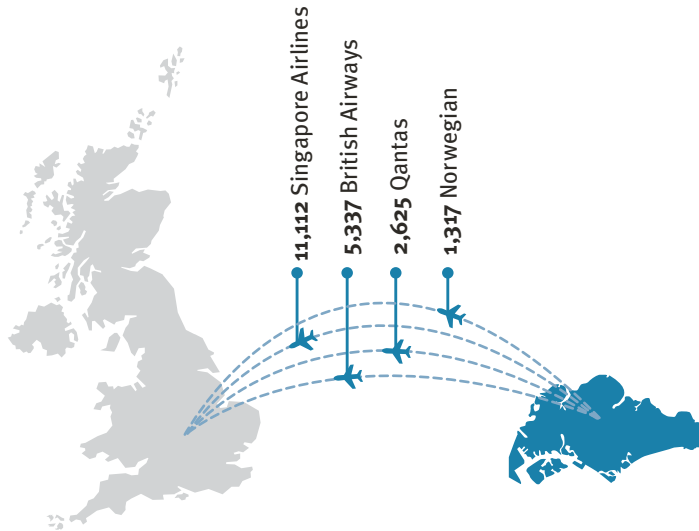 11,112 Singapore Airlines
5,337 British Airways
2,625 Qantas
1,317 Norwegian